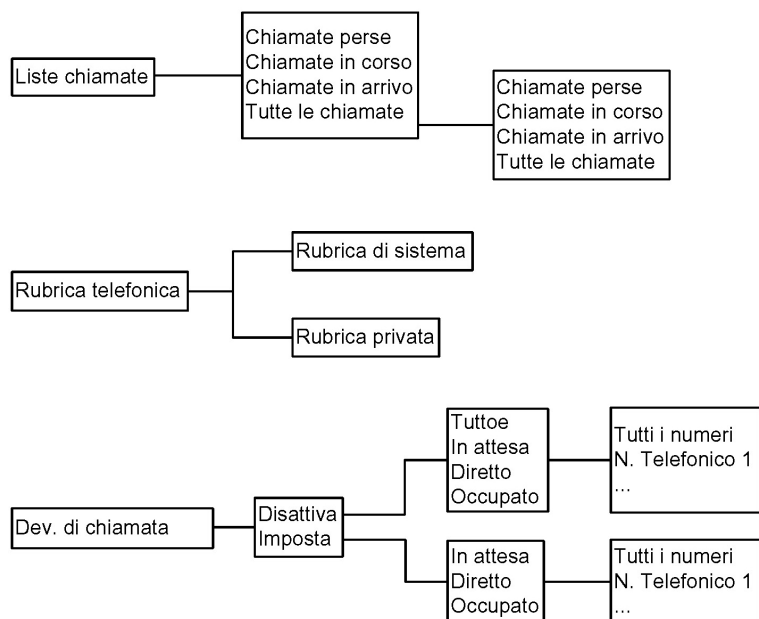 Liste chiamate
Chiamate perse
Chiamate in corso
Chiamate in arrivo
Tutte le chiamate
Chiamate perse
Chiamate in corso
Chiamate in arrivo
Tutte le chiamate
Rubrica telefonica
Rubrica di sistema
Rubrica privata
Dev. di chiamata
Disattiva
Imposta
Tuttoe
In attesa
Diretto
Occupato
Tutti i numeri
N. Telefonico 1
...
In attesa
Diretto
Occupato
Tutti i numeri
N. Telefonico 1
...